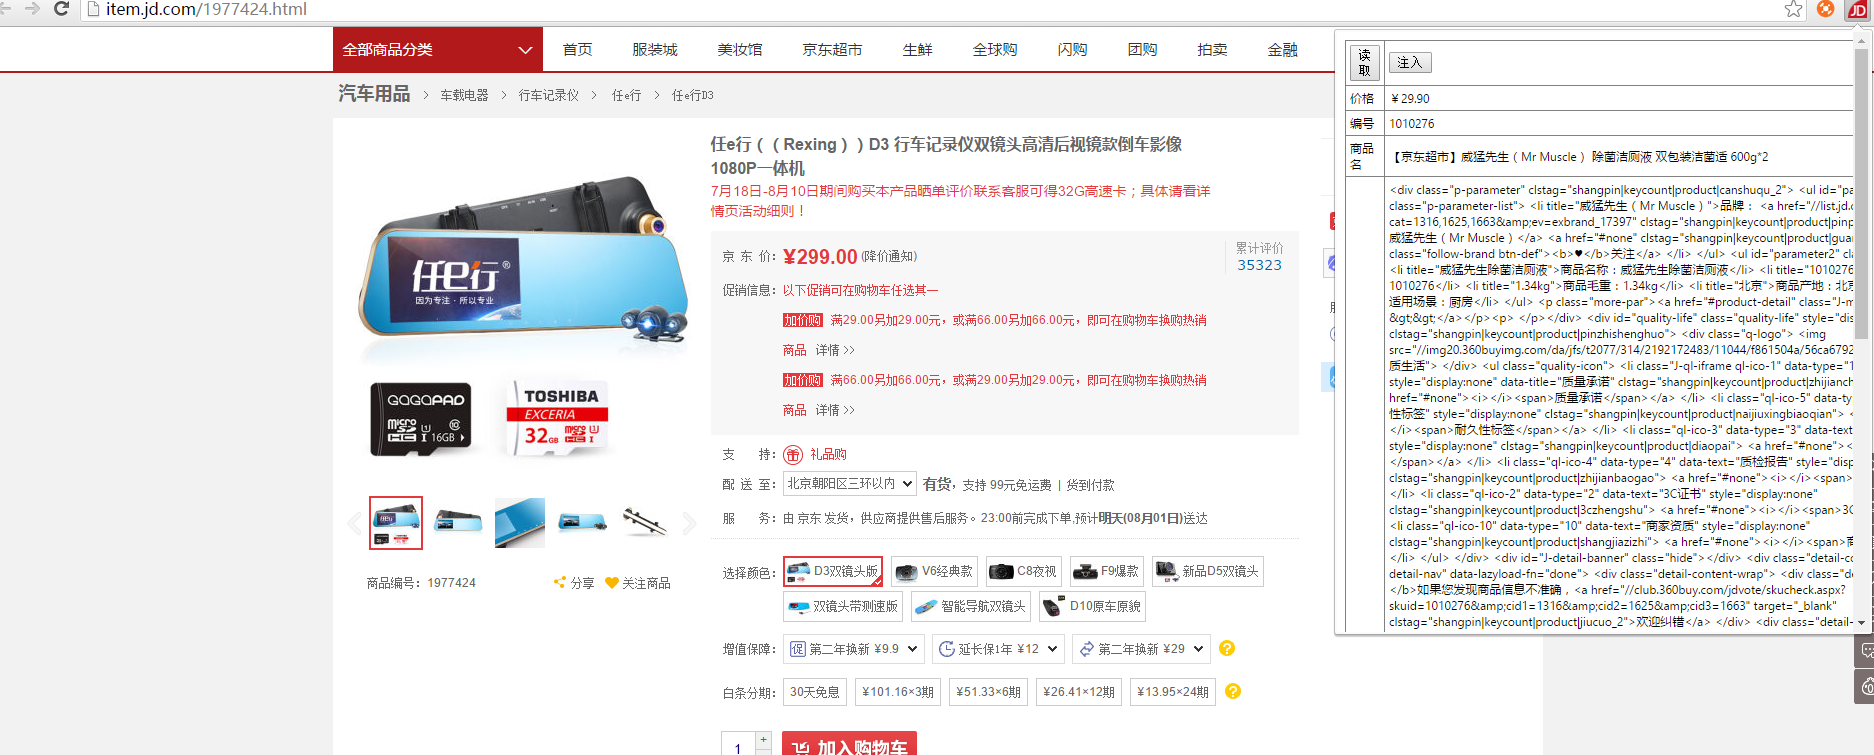 item.jd.com/1977424.html
JD
全部商品分类
首页 服装城 美妆馆 京东超市 生鲜 全球购 闪购 团购 拍卖 金融
汽车用品 > 车载电器 > 行车记录仪 > 任e行 > 任e行D3
任e行®
因为专注 · 所以专业
GAGAPAD
micro SD HC I U1 16GB
TOSHIBA
EXCERIA
32GB micro SD HC I
商品编号：1977424 分享 关注商品
任e行（（Rexing））D3 行车记录仪双镜头高清后视镜款倒车影像
1080P一体机
7月18日-8月10日期间购买本产品晒单评价联系客服可得32G高速卡；具体请看详
情页活动细则！
京 东 价： ¥299.00 (降价通知)
累计评价
35323
促销信息： 以下促销可在购物车任选其一
加价购 满29.00另加29.00元，或满66.00另加66.00元，即可在购物车换购热销
商品 详情 >>
加价购 满66.00另加66.00元，或满29.00另加29.00元，即可在购物车换购热销
商品 详情 >>
支 持： 礼品购
配 送 至： 北京朝阳区三环以内 有货，支持 99元免运费 | 货到付款
服 务： 由 京东 发货，供应商提供售后服务。23:00前完成下单,预计明天(08月01日)送达
选择颜色： D3双镜头版 V6经典款 C8夜视 F9爆款 新品D5双镜头
双镜头带测速版 智能导航双镜头 D10原车原貌
增值保障： 促 第二年换新 ¥9.9 延长保1年 ¥12 第二年换新 ¥29 ?
白条分期： 30天免息 ¥101.16×3期 ¥51.33×6期 ¥26.41×12期 ¥13.95×24期 ?
1 + 加入购物车
读取 注入
价格 ￥29.90
编号 1010276
商品名 【京东超市】威猛先生（Mr Muscle） 除菌洁厕液 双包装洁菌适 600g*2
<div class="p-parameter" clstag="shangpin|keycount|product|canshuqu_2"> <ul id="pa
class="p-parameter-list"> <li title="威猛先生（Mr Muscle）">品牌： <a href="//list.jd.c
cat=1316,1625,1663&amp;ev=exbrand_17397" clstag="shangpin|keycount|product|pinp
威猛先生（Mr Muscle）</a> <a href="#none" clstag="shangpin|keycount|product|guan
class="follow-brand btn-def"><b>♥</b>关注</a> </li> </ul> <ul id="parameter2" cla
<li title="威猛先生除菌洁厕液">商品名称：威猛先生除菌洁厕液</li> <li title="1010276"
1010276</li> <li title="1.34kg">商品毛重：1.34kg</li> <li title="北京">商品产地：北京
适用场景：厨房</li> </ul> <p class="more-par"><a href="#product-detail" class="J-m
&gt;&gt;</a></p><p> </p></div> <div id="quality-life" class="quality-life" style="dis
clstag="shangpin|keycount|product|pinzhishenghuo"> <div class="q-logo"> <img
src="//img20.360buyimg.com/da/jfs/t2077/314/2192172483/11044/f861504a/56ca6792
质生活"> </div> <ul class="quality-icon"> <li class="J-ql-iframe ql-ico-1" data-type="1
style="display:none" data-title="质量承诺" clstag="shangpin|keycount|product|zhijianch
href="#none"><i></i><span>质量承诺</span></a> </li> <li class="ql-ico-5" data-ty
性标签" style="display:none" clstag="shangpin|keycount|product|naijiuxingbiaoqian"> <
</i><span>耐久性标签</span></a> </li> <li class="ql-ico-3" data-type="3" data-text
style="display:none" clstag="shangpin|keycount|product|diaopai"> <a href="#none"><
</span></a> </li> <li class="ql-ico-4" data-type="4" data-text="质检报告" style="disp
clstag="shangpin|keycount|product|zhijianbaogao"> <a href="#none"><i></i><span>
</li> <li class="ql-ico-2" data-type="2" data-text="3C证书" style="display:none"
clstag="shangpin|keycount|product|3czhengshu"> <a href="#none"><i></i><span>3C
<li class="ql-ico-10" data-type="10" data-text="商家资质" style="display:none"
clstag="shangpin|keycount|product|shangjiazizhi"> <a href="#none"><i></i><span>商
</li> </ul> </div> <div id="J-detail-banner" class="hide"></div> <div class="detail-co
detail-nav" data-lazyload-fn="done"> <div class="detail-content-wrap"> <div class="de
</b>如果您发现商品信息不准确，<a href="//club.360buy.com/jdvote/skucheck.aspx?
skuid=1010276&amp;cid1=1316&amp;cid2=1625&amp;cid3=1663" target="_blank"
clstag="shangpin|keycount|product|jiucuo_2">欢迎纠错</a> </div> <div class="detail-